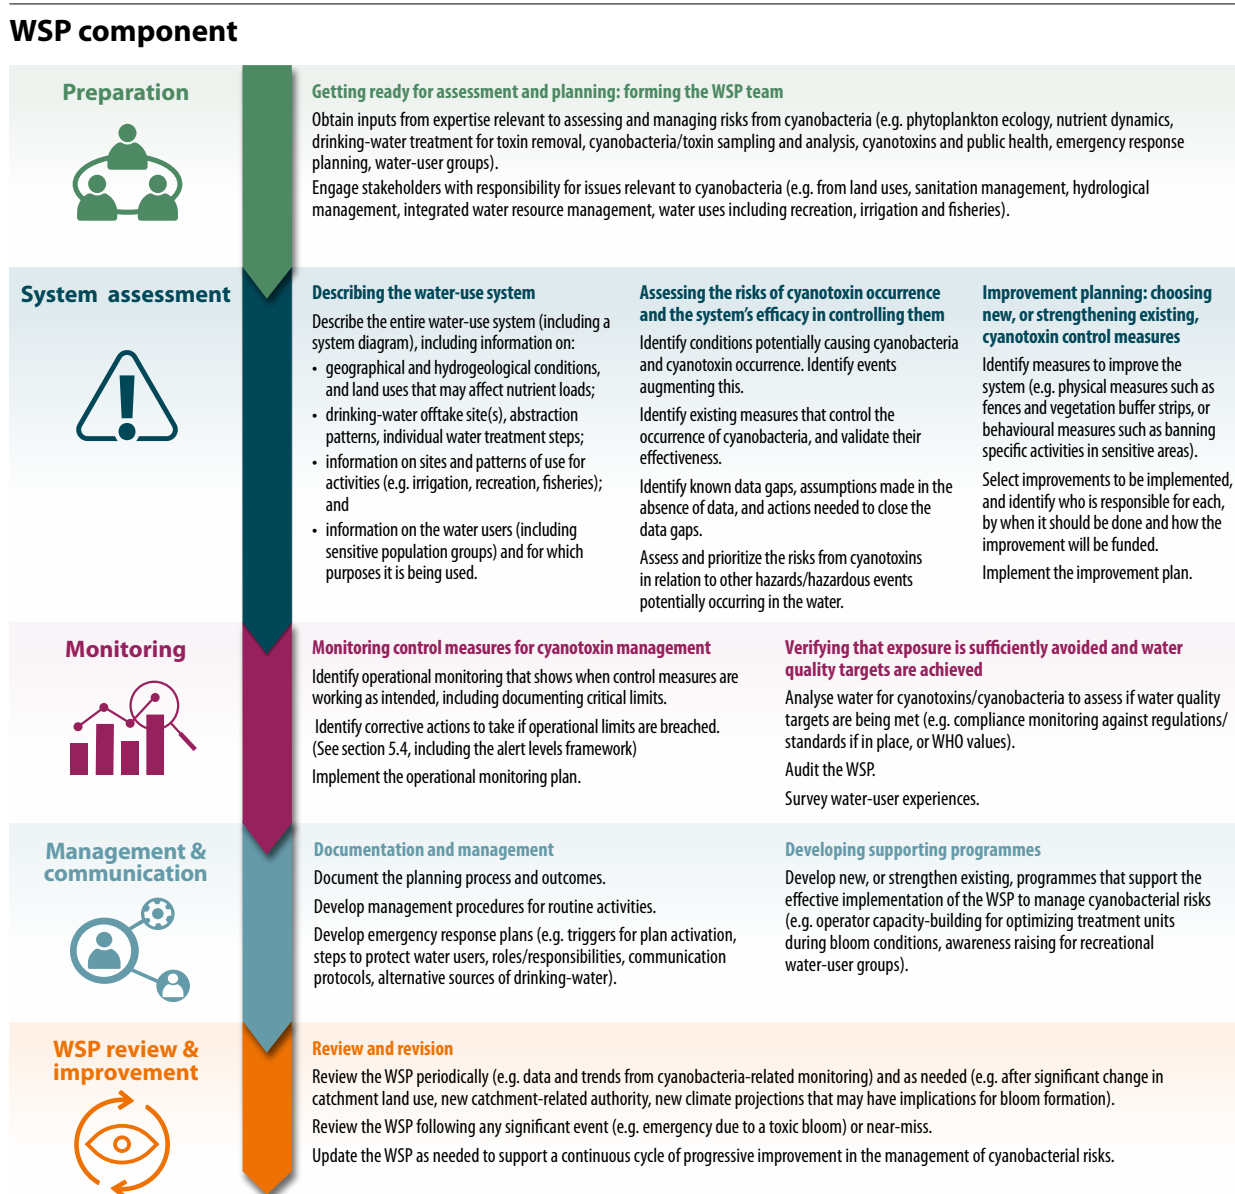 WSP component
Preparation
Getting ready for assessment and planning: forming the WSP team
Obtain inputs from expertise relevant to assessing and managing risks from cyanobacteria (e.g. phytoplankton ecology, nutrient dynamics,
drinking-water treatment for toxin removal, cyanobacteria/toxin sampling and analysis, cyanotoxins and public health, emergency response
planning, water-user groups).
Engage stakeholders with responsibility for issues relevant to cyanobacteria (e.g. from land uses, sanitation management, hydrological
management, integrated water resource management, water uses including recreation, irrigation and fisheries).
System assessment
Describing the water-use system
Describe the entire water-use system (including a
system diagram), including information on:
• geographical and hydrogeological conditions,
and land uses that may affect nutrient loads;
• drinking-water offtake site(s), abstraction
patterns, individual water treatment steps;
• information on sites and patterns of use for
activities (e.g. irrigation, recreation, fisheries);
and
• information on the water users (including
sensitive population groups) and for which
purposes it is being used.
Assessing the risks of cyanotoxin occurrence
and the system's efficacy in controlling them
Identify conditions potentially causing cyanobacteria
and cyanotoxin occurrence. Identify events
augmenting this.
Identify existing measures that control the
occurrence of cyanobacteria, and validate their
effectiveness.
Identify known data gaps, assumptions made in the
absence of data, and actions needed to close the
data gaps.
Assess and prioritize the risks from cyanotoxins
in relation to other hazards/hazardous events
potentially occurring in the water.
Improvement planning: choosing
new, or strengthening existing,
cyanotoxin control measures
Identify measures to improve the
system (e.g. physical measures such as
fences and vegetation buffer strips, or
behavioural measures such as banning
specific activities in sensitive areas).
Select improvements to be implemented,
and identify who is responsible for each,
by when it should be done and how the
improvement will be funded.
Implement the improvement plan.
Monitoring
Monitoring control measures for cyanotoxin management
Identify operational monitoring that shows when control measures are
working as intended, including documenting critical limits.
Identify corrective actions to take if operational limits are breached.
(See section 5.4, including the alert levels framework)
Implement the operational monitoring plan.
Verifying that exposure is sufficiently avoided and water
quality targets are achieved
Analyse water for cyanotoxins/cyanobacteria to assess if water quality
targets are being met (e.g. compliance monitoring against regulations/
standards if in place, or WHO values).
Audit the WSP.
Survey water-user experiences.
Management &
communication
Documentation and management
Document the planning process and outcomes.
Develop management procedures for routine activities.
Develop emergency response plans (e.g. triggers for plan activation,
steps to protect water users, roles/responsibilities, communication
protocols, alternative sources of drinking-water).
Developing supporting programmes
Develop new, or strengthen existing, programmes that support the
effective implementation of the WSP to manage cyanobacterial risks
(e.g. operator capacity-building for optimizing treatment units
during bloom conditions, awareness raising for recreational
water-user groups).
WSP review &
improvement
Review and revision
Review the WSP periodically (e.g. data and trends from cyanobacteria-related monitoring) and as needed (e.g. after significant change in
catchment land use, new catchment-related authority, new climate projections that may have implications for bloom formation).
Review the WSP following any significant event (e.g. emergency due to a toxic bloom) or near-miss.
Update the WSP as needed to support a continuous cycle of progressive improvement in the management of cyanobacterial risks.